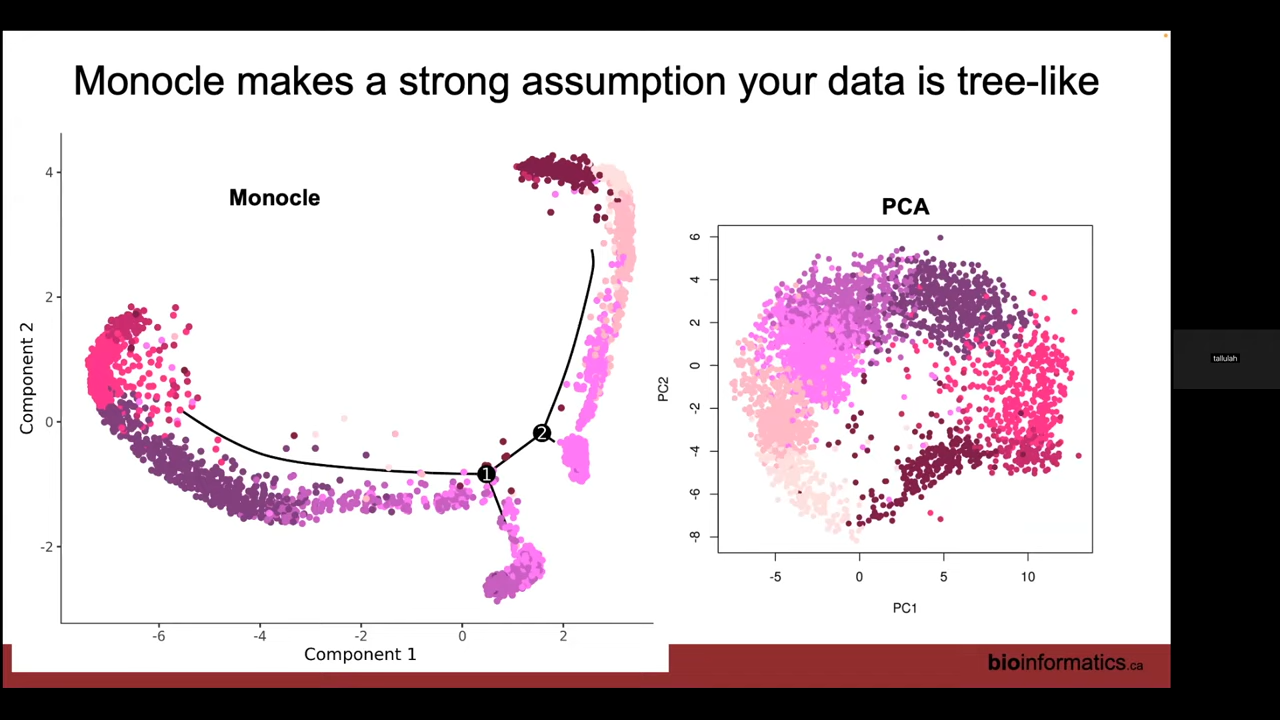 Monocle makes a strong assumption your data is tree-like
Monocle
4
2
0
-2
-6
-4
-2
0
2
Component 2
Component 1
1
2
PCA
6
4
2
0
-2
-4
-6
-8
-5
0
5
10
PC2
PC1
tallulah
bioinformatics.ca